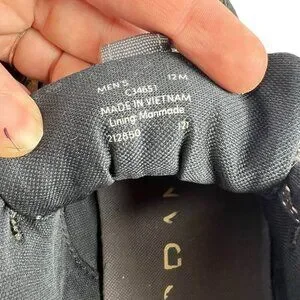 MEN'S 12 M
C34651
MADE IN VIETNAM
Lining Manmade
212850